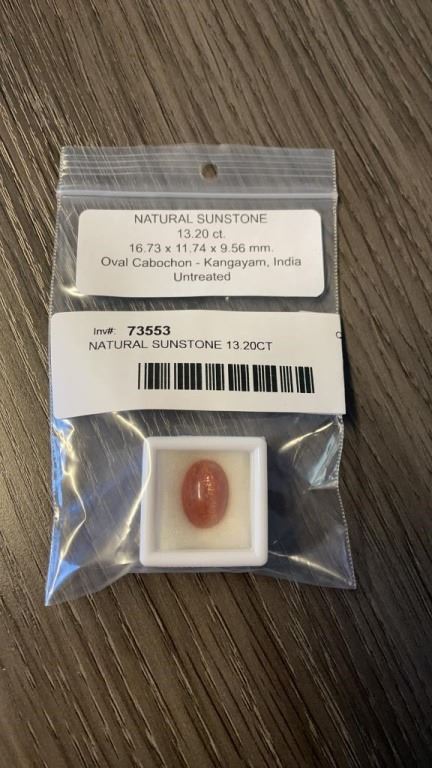 NATURAL SUNSTONE
13.20 ct.
16.73 x 11.74 x 9.56 mm.
Oval Cabochon - Kangayam, India
Untreated
Inv#: 73553
NATURAL SUNSTONE 13.20CT